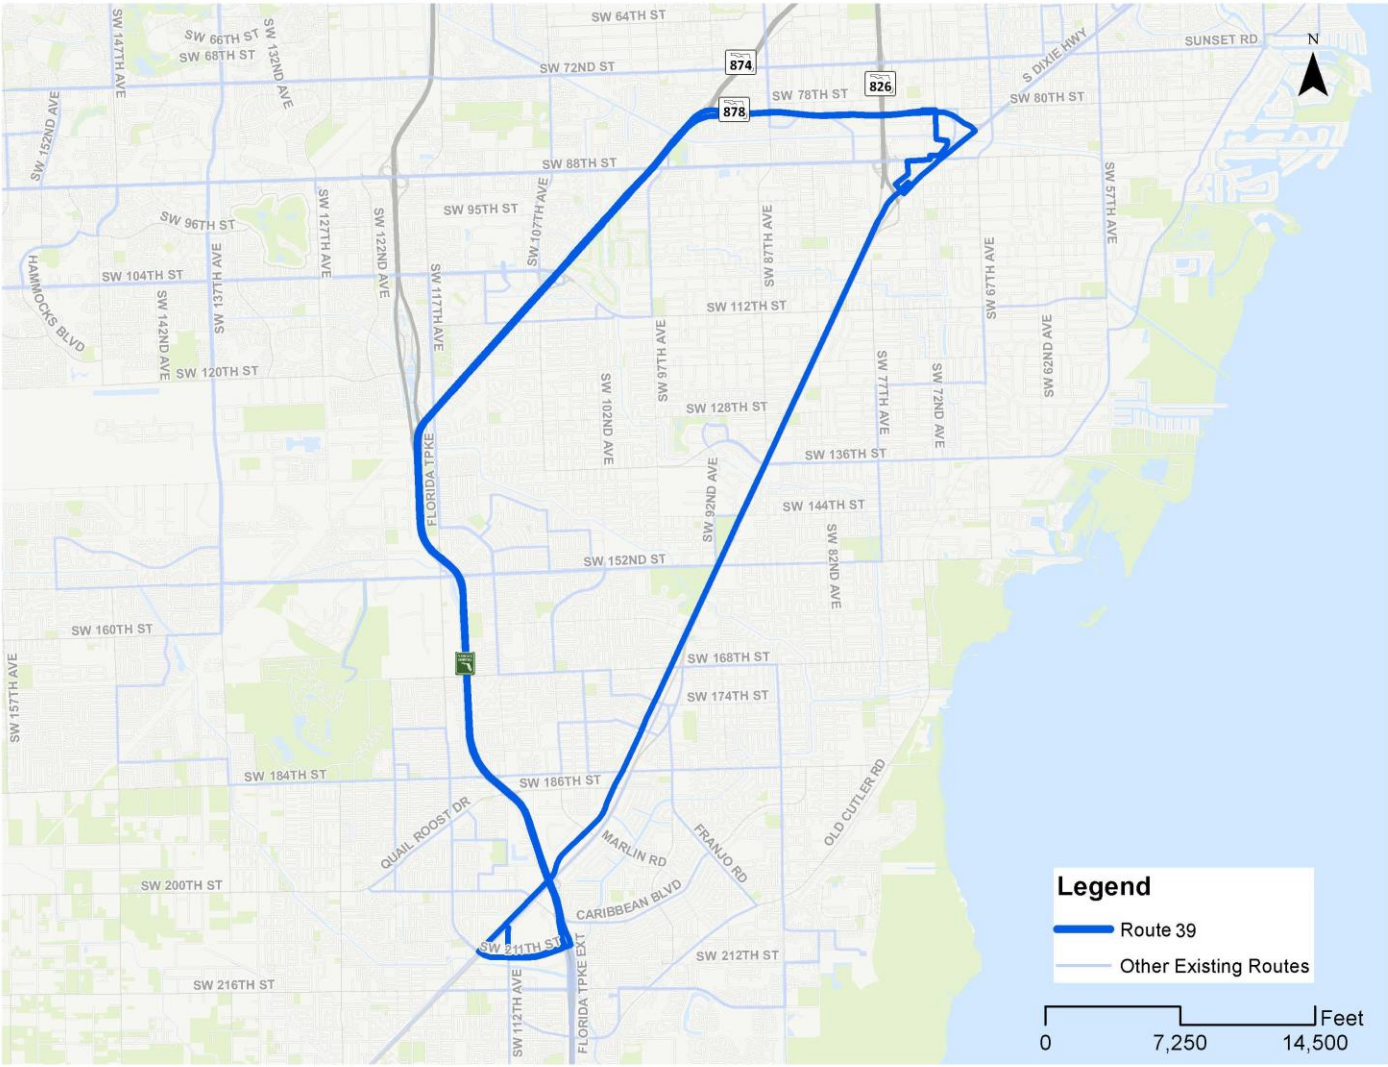 SW 64TH ST
SW 147TH AVE
SW 66TH ST
SW 68TH ST
SW 132ND AVE
SW 72ND ST
874
826
S DIXIE HWY
SUNSET RD
N
SW 152ND AVE
878
SW 78TH ST
SW 80TH ST
SW 88TH ST
SW 57TH AVE
SW 127TH AVE
SW 122ND AVE
SW 95TH ST
SW 107TH AVE
SW 96TH ST
SW 87TH AVE
SW 67TH AVE
HAMMOCKS BLVD
SW 104TH ST
SW 142ND AVE
SW 137TH AVE
SW 117TH AVE
SW 112TH ST
SW 97TH AVE
SW 62ND AVE
SW 120TH ST
SW 102ND AVE
SW 77TH AVE
SW 72ND AVE
SW 128TH ST
FLORIDA TPKE
SW 92ND AVE
SW 136TH ST
SW 144TH ST
SW 82ND AVE
SW 152ND ST
SW 160TH ST
SW 157TH AVE
SW 168TH ST
SW 174TH ST
SW 184TH ST
SW 186TH ST
QUAIL ROOST DR
MARLIN RD
FRANJO RD
OLD CUTLER RD
SW 200TH ST
CARIBBEAN BLVD
SW 211TH ST
SW 212TH ST
SW 216TH ST
SW 112TH AVE
FLORIDA TPKE EXT
Legend
Route 39
Other Existing Routes
Feet
0 7,250 14,500